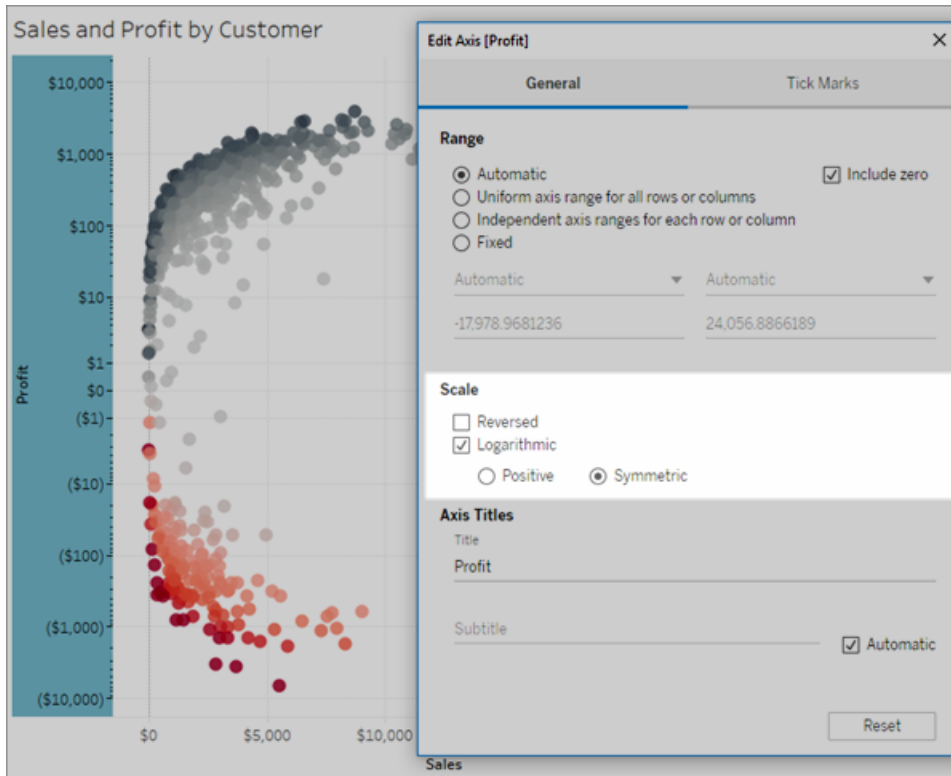 Sales and Profit by Customer
$10,000
$1,000
$100
$10
$1
$0
($1)
($10)
($100)
($1,000)
($10,000)
Profit
$0
$5,000
$10,000
Sales
Edit Axis [Profit]
General
Tick Marks
Range
Automatic
Include zero
Uniform axis range for all rows or columns
Independent axis ranges for each row or column
Fixed
Automatic
Automatic
-17,978.9681236
24,056.8866189
Scale
Reversed
Logarithmic
Positive
Symmetric
Axis Titles
Title
Profit
Subtitle
Automatic
Reset